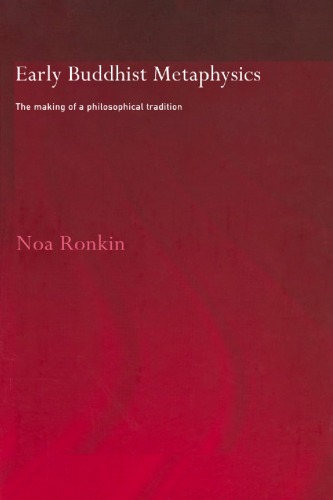 Early Buddhist Metaphysics
The making of a philosophical tradition
Noa Ronkin